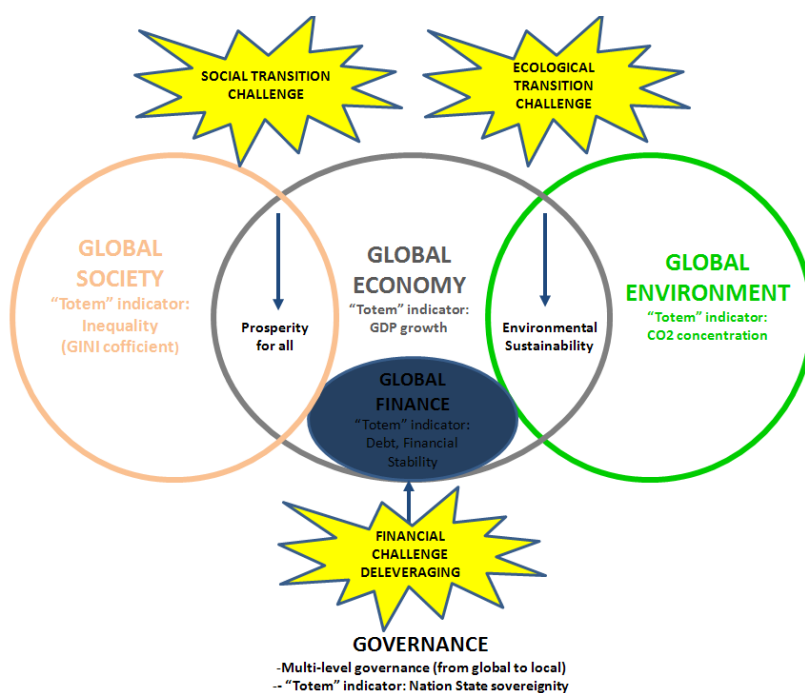 SOCIAL TRANSITION
CHALLENGE
ECOLOGICAL
TRANSITION
CHALLENGE
GLOBAL
SOCIETY
“Totem” indicator:
Inequality
(GINI cofficient)
Prosperity
for all
GLOBAL
ECONOMY
“Totem” indicator:
GDP growth
Environmental
Sustainability
GLOBAL
ENVIRONMENT
“Totem” indicator:
CO2 concentration
GLOBAL
FINANCE
“Totem” indicator:
Debt, Financial
Stability
FINANCIAL
CHALLENGE
DELEVERAGING
GOVERNANCE
-Multi-level governance (from global to local)
-- “Totem” indicator: Nation State sovereignity